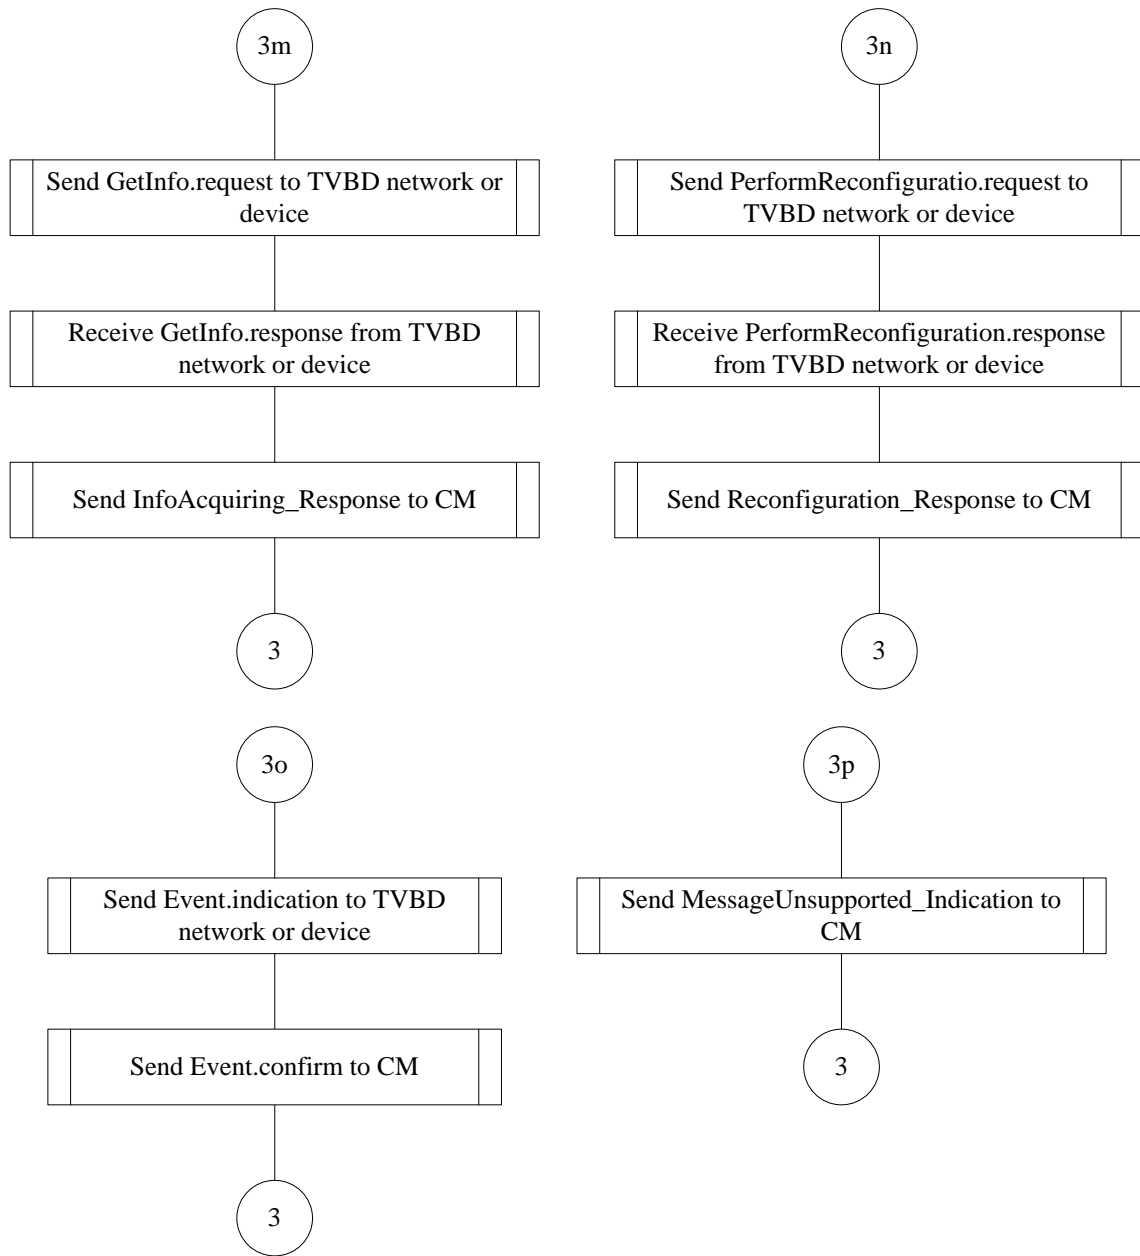 3m
Send GetInfo.request to TVBD network or
device
Receive GetInfo.response from TVBD
network or device
Send InfoAcquiring_Response to CM
3
3n
Send PerformReconfiguratio.request to
TVBD network or device
Receive PerformReconfiguration.response
from TVBD network or device
Send Reconfiguration_Response to CM
3
3o
Send Event.indication to TVBD
network or device
Send Event.confirm to CM
3
3p
Send MessageUnsupported_Indication to
CM
3